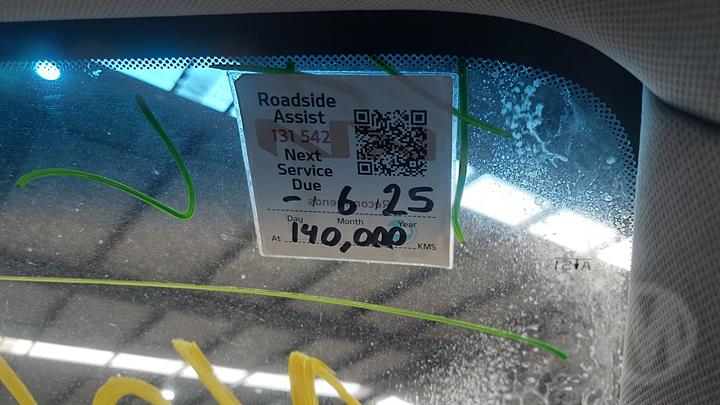 Roadside
Assist
131 542
Next
Service
Due
- 6 25
Day Month Year
140,000
At: KMS